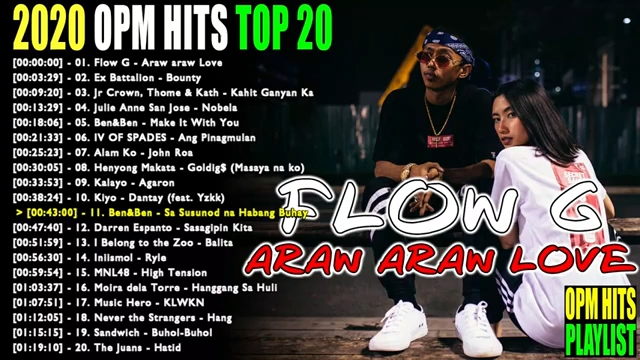 2020 OPM HITS TOP 20
[00:00:00] - 01. Flow G - Araw araw Love
[00:03:29] - 02. Ex Battalion - Bounty
[00:09:20] - 03. Jr Crown, Thome & Kath - Kahit Ganyan Ka
[00:13:29] - 04. Julie Anne San Jose - Nobela
[00:18:06] - 05. Ben&Ben - Make It With You
[00:21:33] - 06. IV OF SPADES - Ang Pinagmulan
[00:25:23] - 07. Alam Ko - John Roa
[00:30:05] - 08. Henyong Makata - Goldig$ (Masaya na ko)
[00:33:53] - 09. Kalayo - Agaron
[00:38:24] - 10. Kiyo - Dantay (feat. Yzkk)
> [00:43:00] - 11. Ben&Ben - Sa Susunod na Habang Buhay
[00:47:40] - 12. Darren Espanto - Sasagipin Kita
[00:51:59] - 13. I Belong to the Zoo - Balita
[00:56:30] - 14. Iniismol - Ryle
[00:59:54] - 15. MNL48 - High Tension
[01:03:37] - 16. Moira dela Torre - Hanggang Sa Huli
[01:07:51] - 17. Music Hero - KLWKN
[01:12:05] - 18. Never the Strangers - Hang
[01:15:15] - 19. Sandwich - Buhol-Buhol
[01:19:10] - 20. The Juans - Hatid
FLOW G
ARAW ARAW LOVE
OPM HITS
PLAYLIST